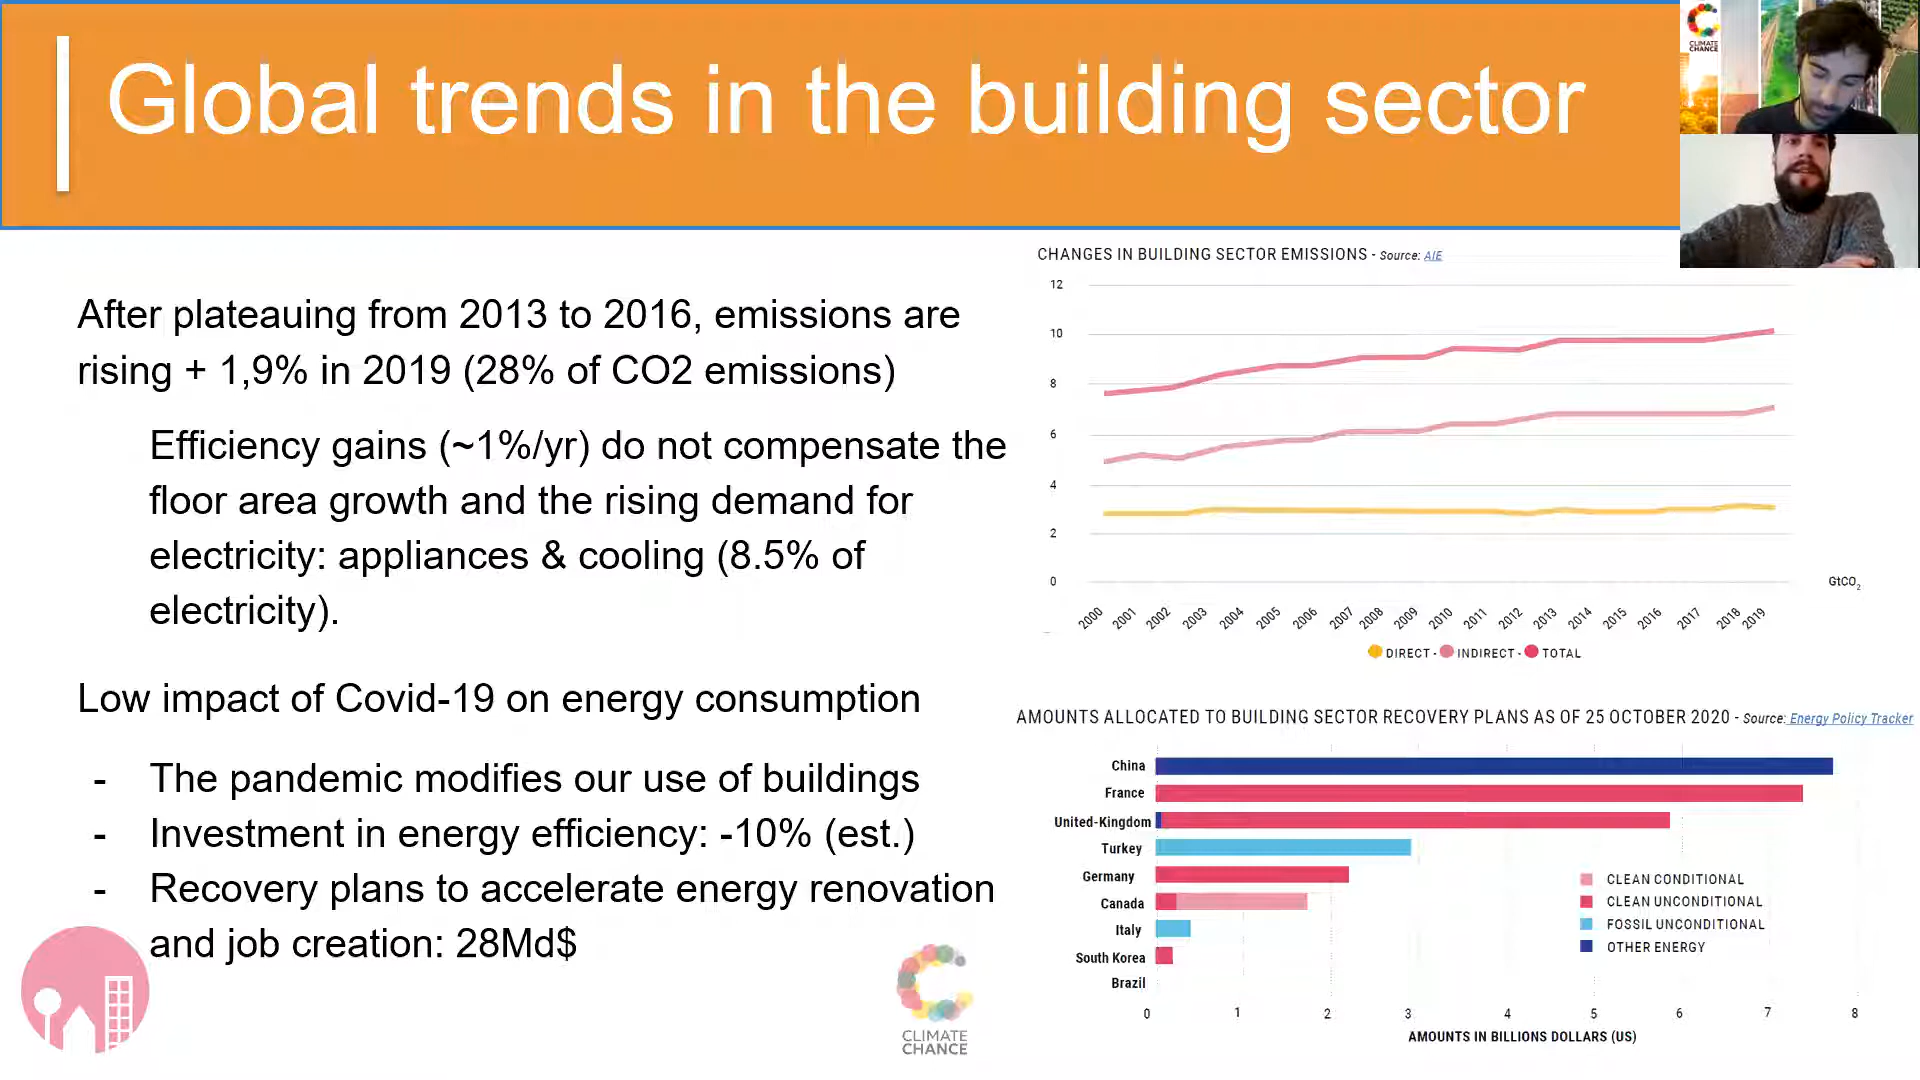 Global trends in the building sector
CLIMATE
CHANCE
After plateauing from 2013 to 2016, emissions are
rising + 1,9% in 2019 (28% of CO2 emissions)
Efficiency gains (~1%/yr) do not compensate the
floor area growth and the rising demand for
electricity: appliances & cooling (8.5% of
electricity).
Low impact of Covid-19 on energy consumption
- The pandemic modifies our use of buildings
- Investment in energy efficiency: -10% (est.)
- Recovery plans to accelerate energy renovation
and job creation: 28Md$
CLIMATE
CHANCE
CHANGES IN BUILDING SECTOR EMISSIONS - Source: AIE
12
10
8
6
4
2
0
GtCO2
2000 2001 2002 2003 2004 2005 2006 2007 2008 2009 2010 2011 2012 2013 2014 2015 2016 2017 2018 2019
DIRECT - INDIRECT - TOTAL
AMOUNTS ALLOCATED TO BUILDING SECTOR RECOVERY PLANS AS OF 25 OCTOBER 2020 - Source: Energy Policy Tracker
China
France
United-Kingdom
Turkey
Germany
Canada
Italy
South Korea
Brazil
CLEAN CONDITIONAL
CLEAN UNCONDITIONAL
FOSSIL UNCONDITIONAL
OTHER ENERGY
0 1 2 3 4 5 6 7 8
AMOUNTS IN BILLIONS DOLLARS (US)